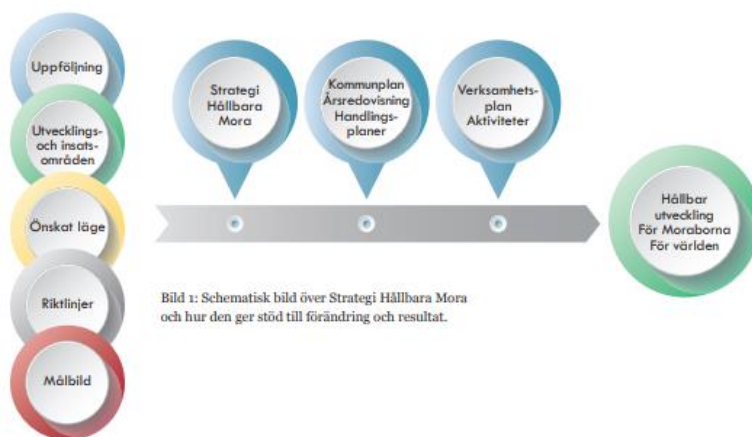 Uppföljning
Utvecklings-
och insats-
områden
Önskat läge
Riktlinjer
Målbild
Strategi
Hållbara
Mora
Kommunplan
Årsredovisning
Handlings-
planer
Verksamhets-
plan
Aktiviteter
Hållbar
utveckling
För Moraborna
För världen
Bild 1: Schematisk bild över Strategi Hållbara Mora
och hur den ger stöd till förändring och resultat.